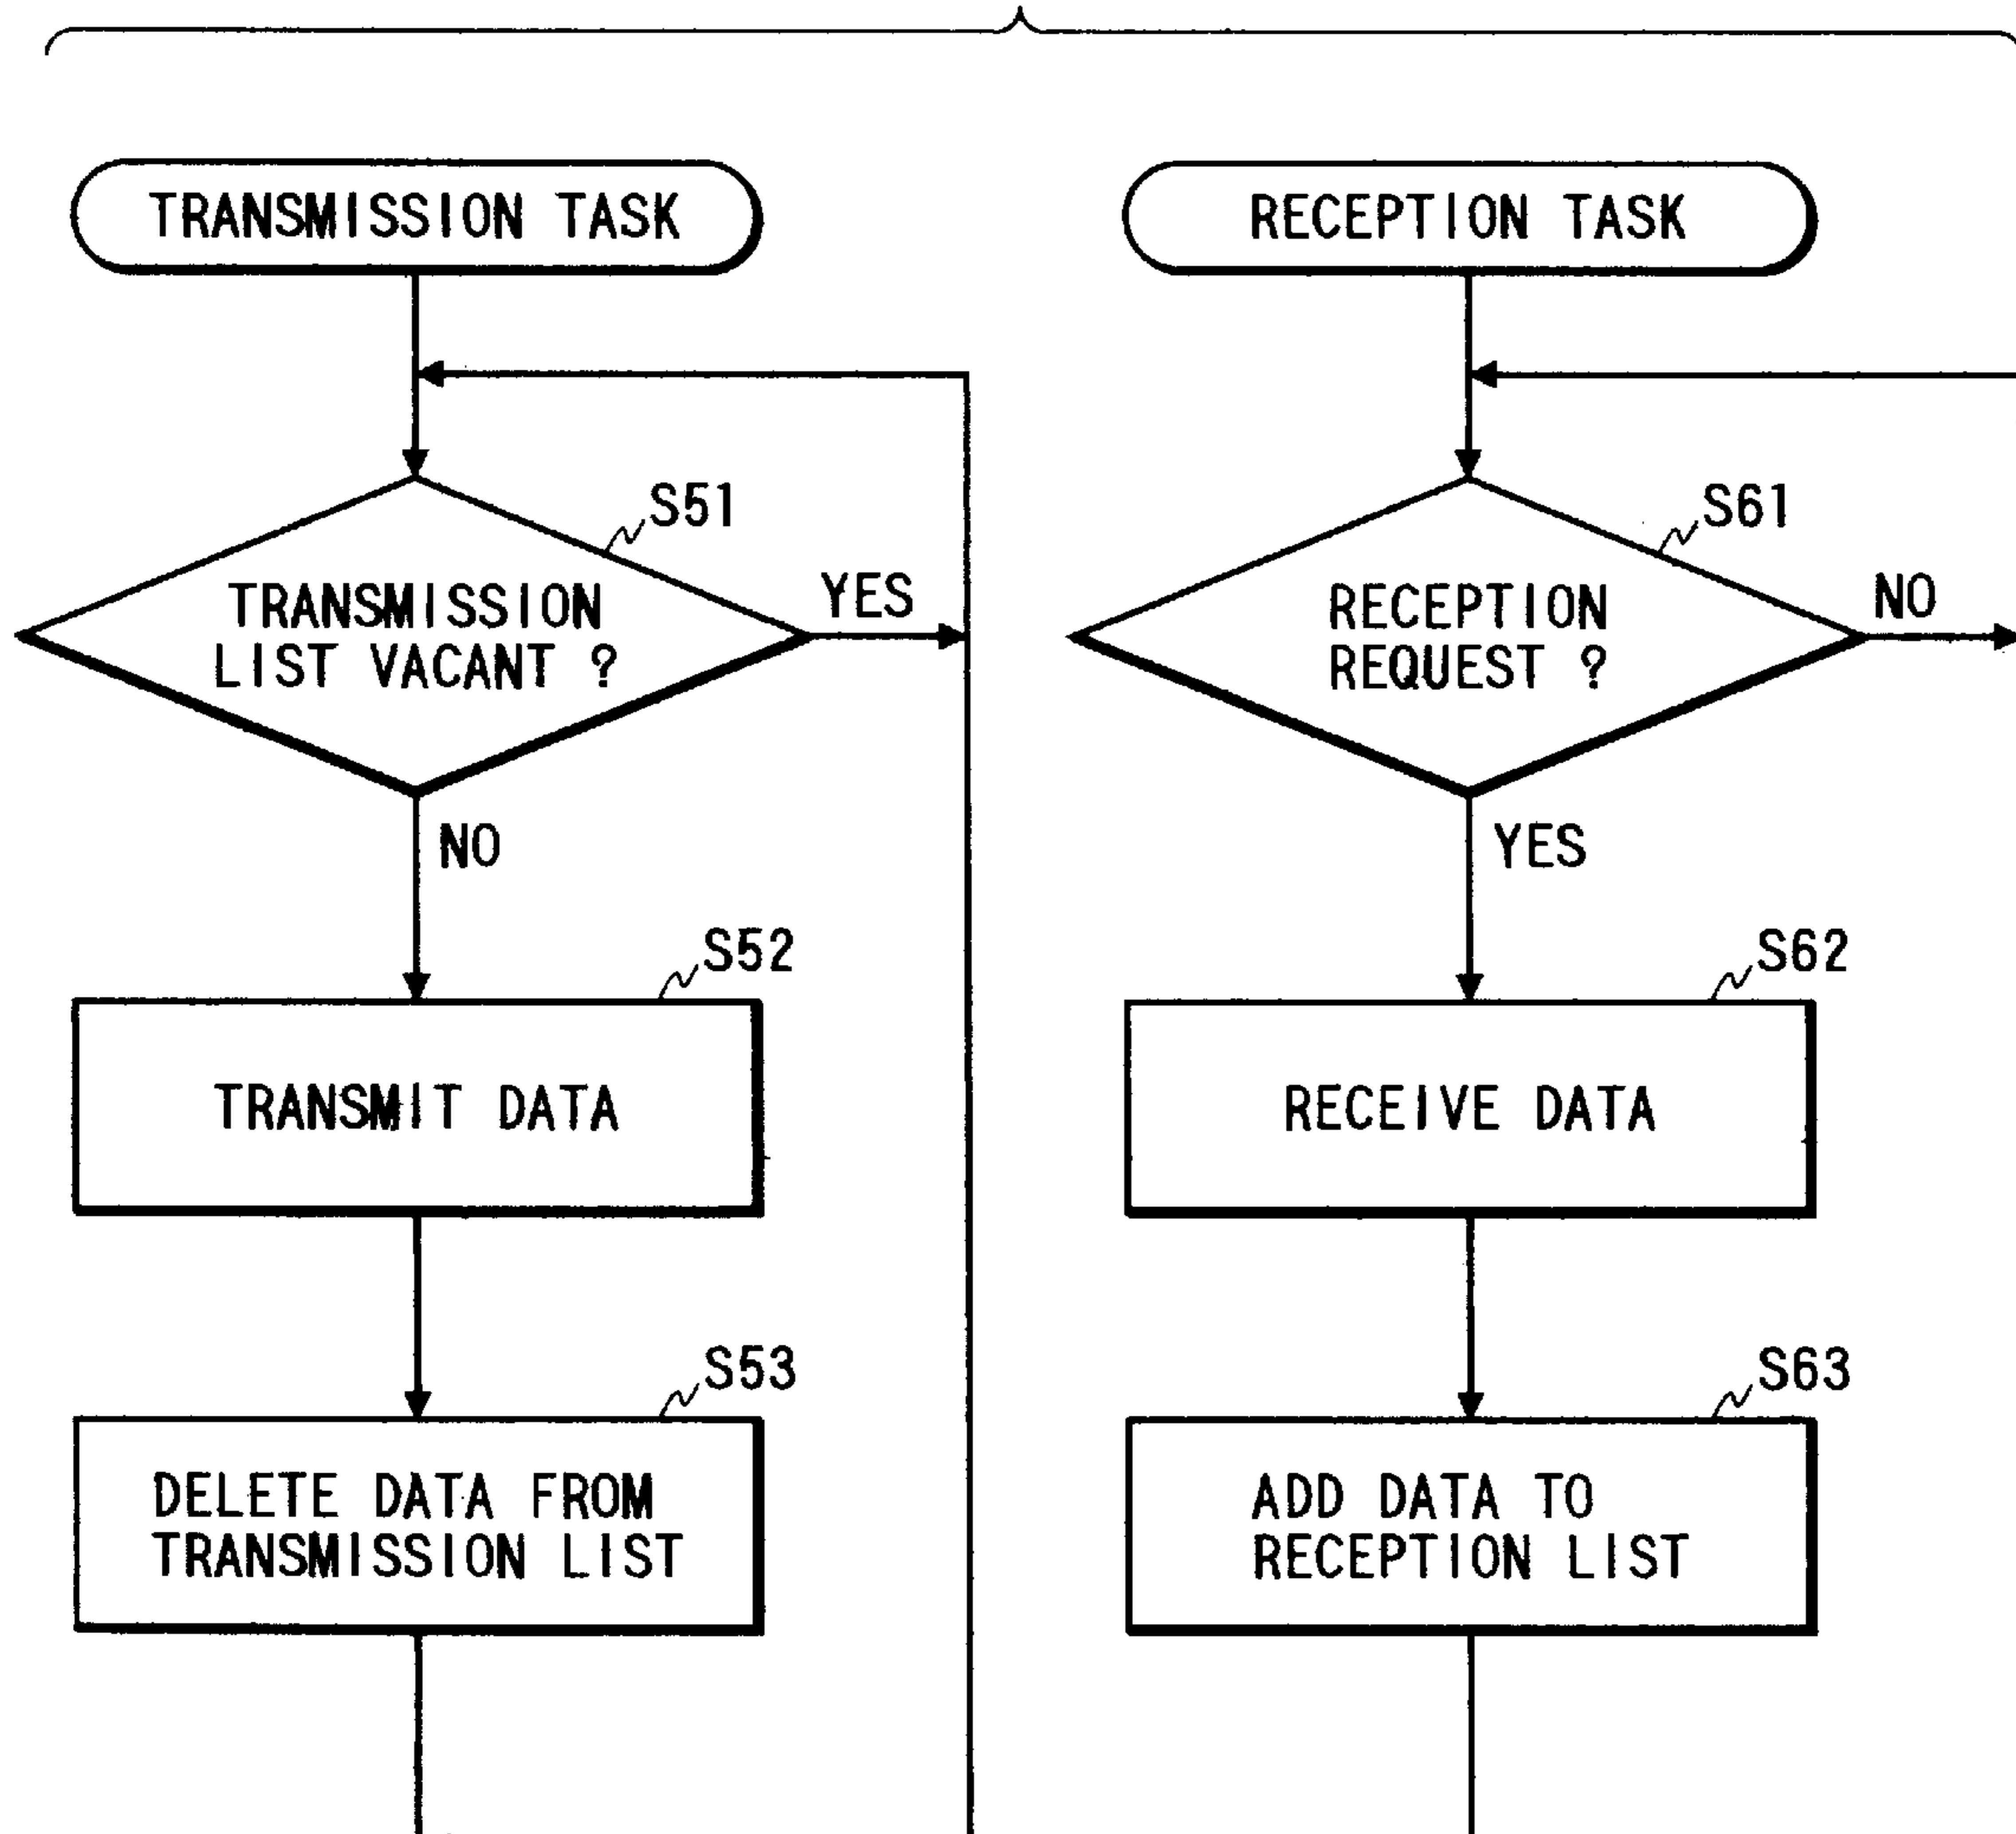 TRANSMISSION TASK
S51
TRANSMISSION
LIST VACANT ?
YES
NO
S52
TRANSMIT DATA
S53
DELETE DATA FROM
TRANSMISSION LIST
RECEPTION TASK
S61
RECEPTION
REQUEST ?
NO
YES
S62
RECEIVE DATA
S63
ADD DATA TO
RECEPTION LIST